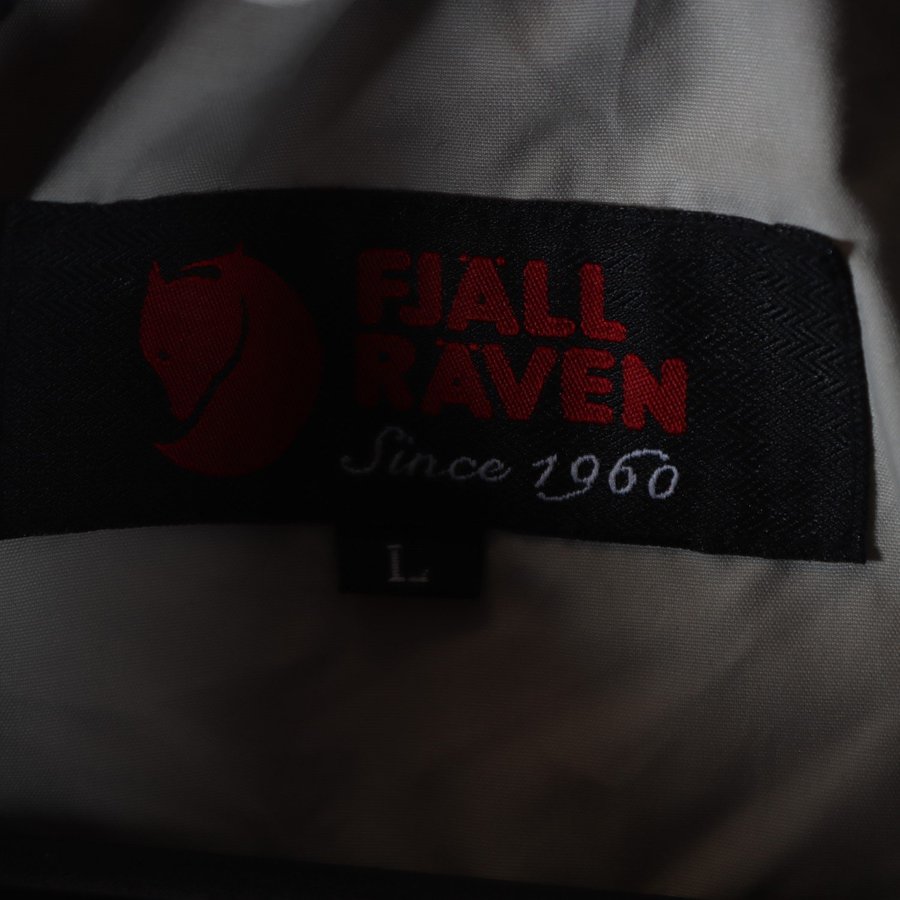 FJÄLL
RÄVEN
Since 1960
L